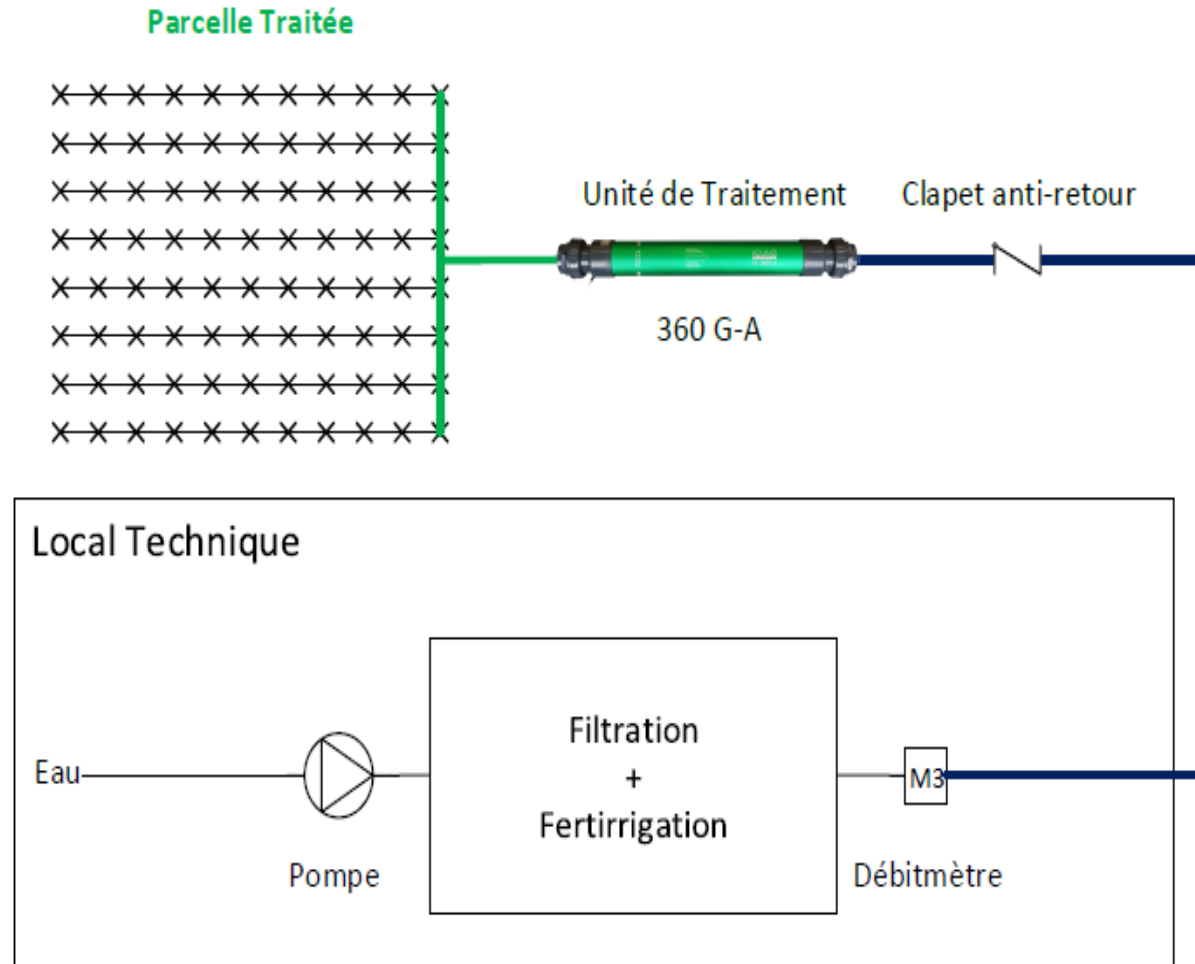 Parcelle Traitée
Unité de Traitement
Clapet anti-retour
360 G-A
Local Technique
Filtration
+
Fertirrigation
Eau
M3
Pompe
Débitmètre